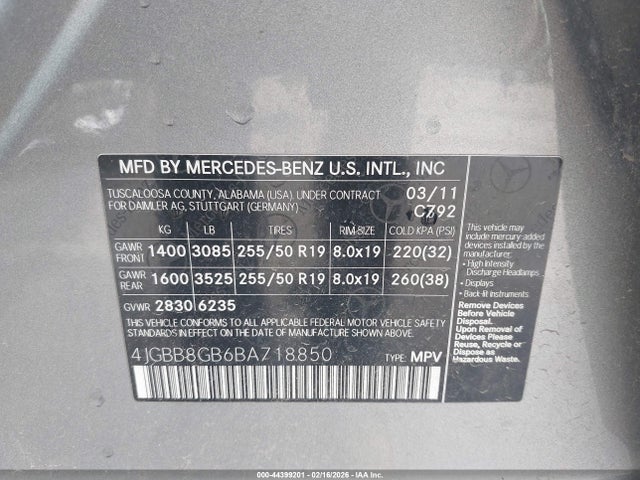 MFD BY MERCEDES-BENZ U.S. INTL., INC
TUSCALOOSA COUNTY, ALABAMA (USA). UNDER CONTRACT 03/11
FOR DAIMLER AG, STUTTGART (GERMANY) C792
KG LB TIRES RIM-SIZE COLD KPA (PSI)
GAWR FRONT 1400 3085 255/50 R19 8.0x19 220(32)
GAWR REAR 1600 3525 255/50 R19 8.0x19 260(38)
GVWR 2830 6235
THIS VEHICLE CONFORMS TO ALL APPLICABLE FEDERAL MOTOR
VEHICLE SAFETY STANDARDS IN EFFECT ON THE DATE OF
MANUFACTURE SHOWN ABOVE.
4JGBB8GB6BA718850 TYPE: MPV
This vehicle may include
mercury-added devices
installed by the
manufacturer:
• High Intensity
Discharge Headlamps.
• Displays
• Back-lit instruments.
Remove Devices
Before Vehicle
Disposal.
Upon Removal of
Devices Please
Reuse, Recycle
or Dispose as
Hazardous Waste.
000-44399201 - 02/16/2026 - IAA Inc.